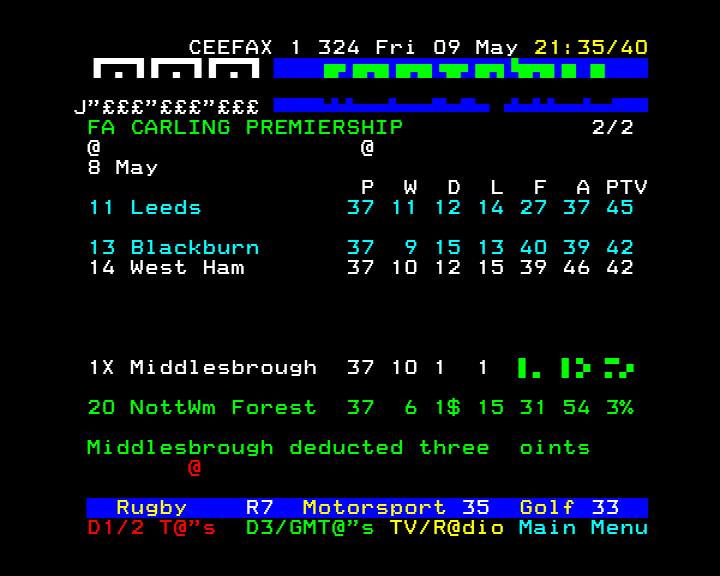 CEEFAX 1 324 Fri 09 May 21:35/40
J”£££”£££”£££
FA CARLING PREMIERSHIP 2/2
@ @
8 May
P W D L F A PTV
11 Leeds 37 11 12 14 27 37 45
13 Blackburn 37 9 15 13 40 39 42
14 West Ham 37 10 12 15 39 46 42
1X Middlesbrough 37 10 1 1
20 NottWm Forest 37 6 1$ 15 31 54 3%
Middlesbrough deducted three oints
@
Rugby R7 Motorsport 35 Golf 33
D1/2 T@”s D3/GMT@”s TV/R@dio Main Menu